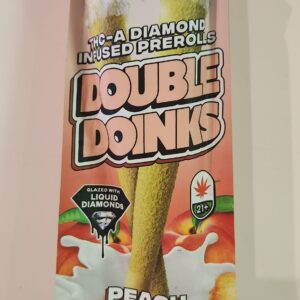 THC-A DIAMOND
INFUSED PREROLLS
DOUBLE
DOINKS
GLAZED WITH
LIQUID
DIAMONDS
21+
PEACH